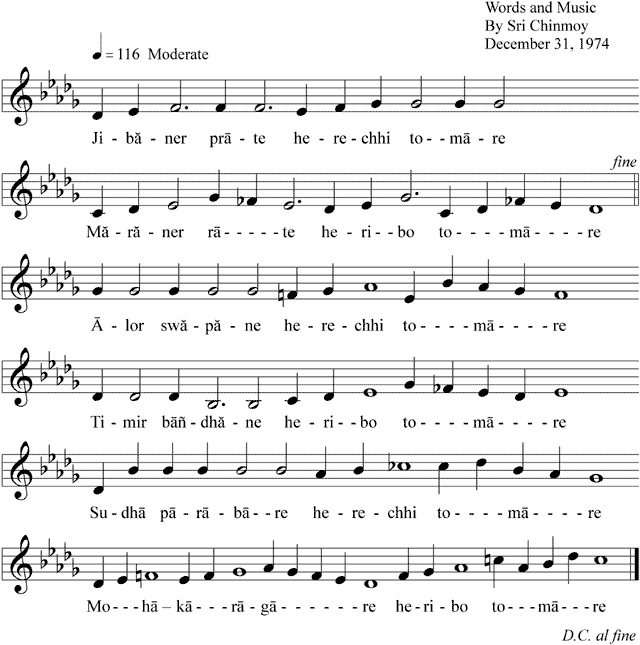 Words and Music
By Sri Chinmoy
December 31, 1974
= 116 Moderate
Ji - bă - ner prā - te he - re - chhi to - mā - re
fine
Mă - ră - ner rā - - - - - te he - ri - bo to - - - - mā - - - - re
Ā - lor swă - pă - ne he - re - chhi to - - - - mā - - - - re
Ti - mir bāñ - dhă - ne he - ri - - bo to - - - - mā - - - - re
Su - dhā pā - rā - bā - - re he - re - chhi to - - - - mā - - - - re
Mo - - - hā – kā - - - rā - gā - - - - - - - re he - ri - bo to - - - mā - - re
D.C. al fine